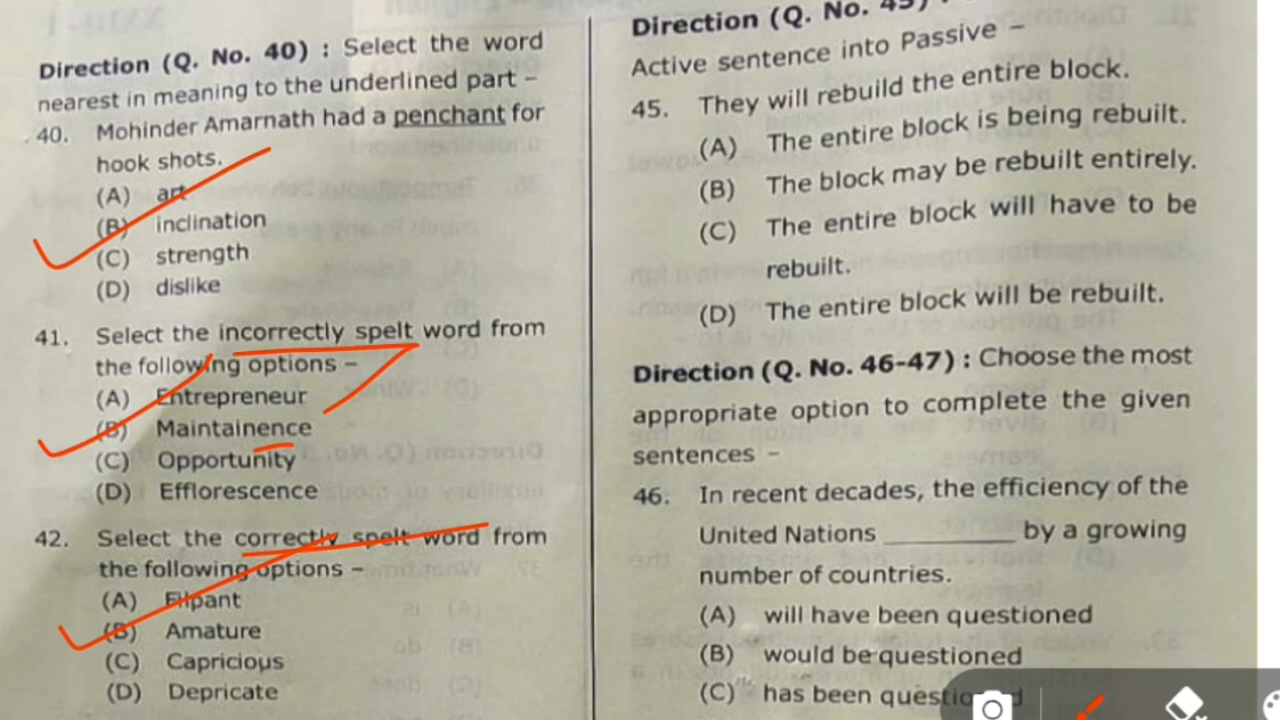 Direction (Q. No. 40) : Select the word
nearest in meaning to the underlined part –
40. Mohinder Amarnath had a penchant for
hook shots.
(A) art
(B) inclination
(C) strength
(D) dislike
41. Select the incorrectly spelt word from
the following options –
(A) Entrepreneur
(B) Maintainence
(C) Opportunity
(D) Efflorescence
42. Select the correctly spelt word from
the following options –
(A) Flipant
(B) Amature
(C) Capricious
(D) Depricate
Direction (Q. No. 45) :
Active sentence into Passive –
45. They will rebuild the entire block.
(A) The entire block is being rebuilt.
(B) The block may be rebuilt entirely.
(C) The entire block will have to be
rebuilt.
(D) The entire block will be rebuilt.
Direction (Q. No. 46-47) : Choose the most
appropriate option to complete the given
sentences –
46. In recent decades, the efficiency of the
United Nations ________ by a growing
number of countries.
(A) will have been questioned
(B) would be questioned
(C) has been questioned